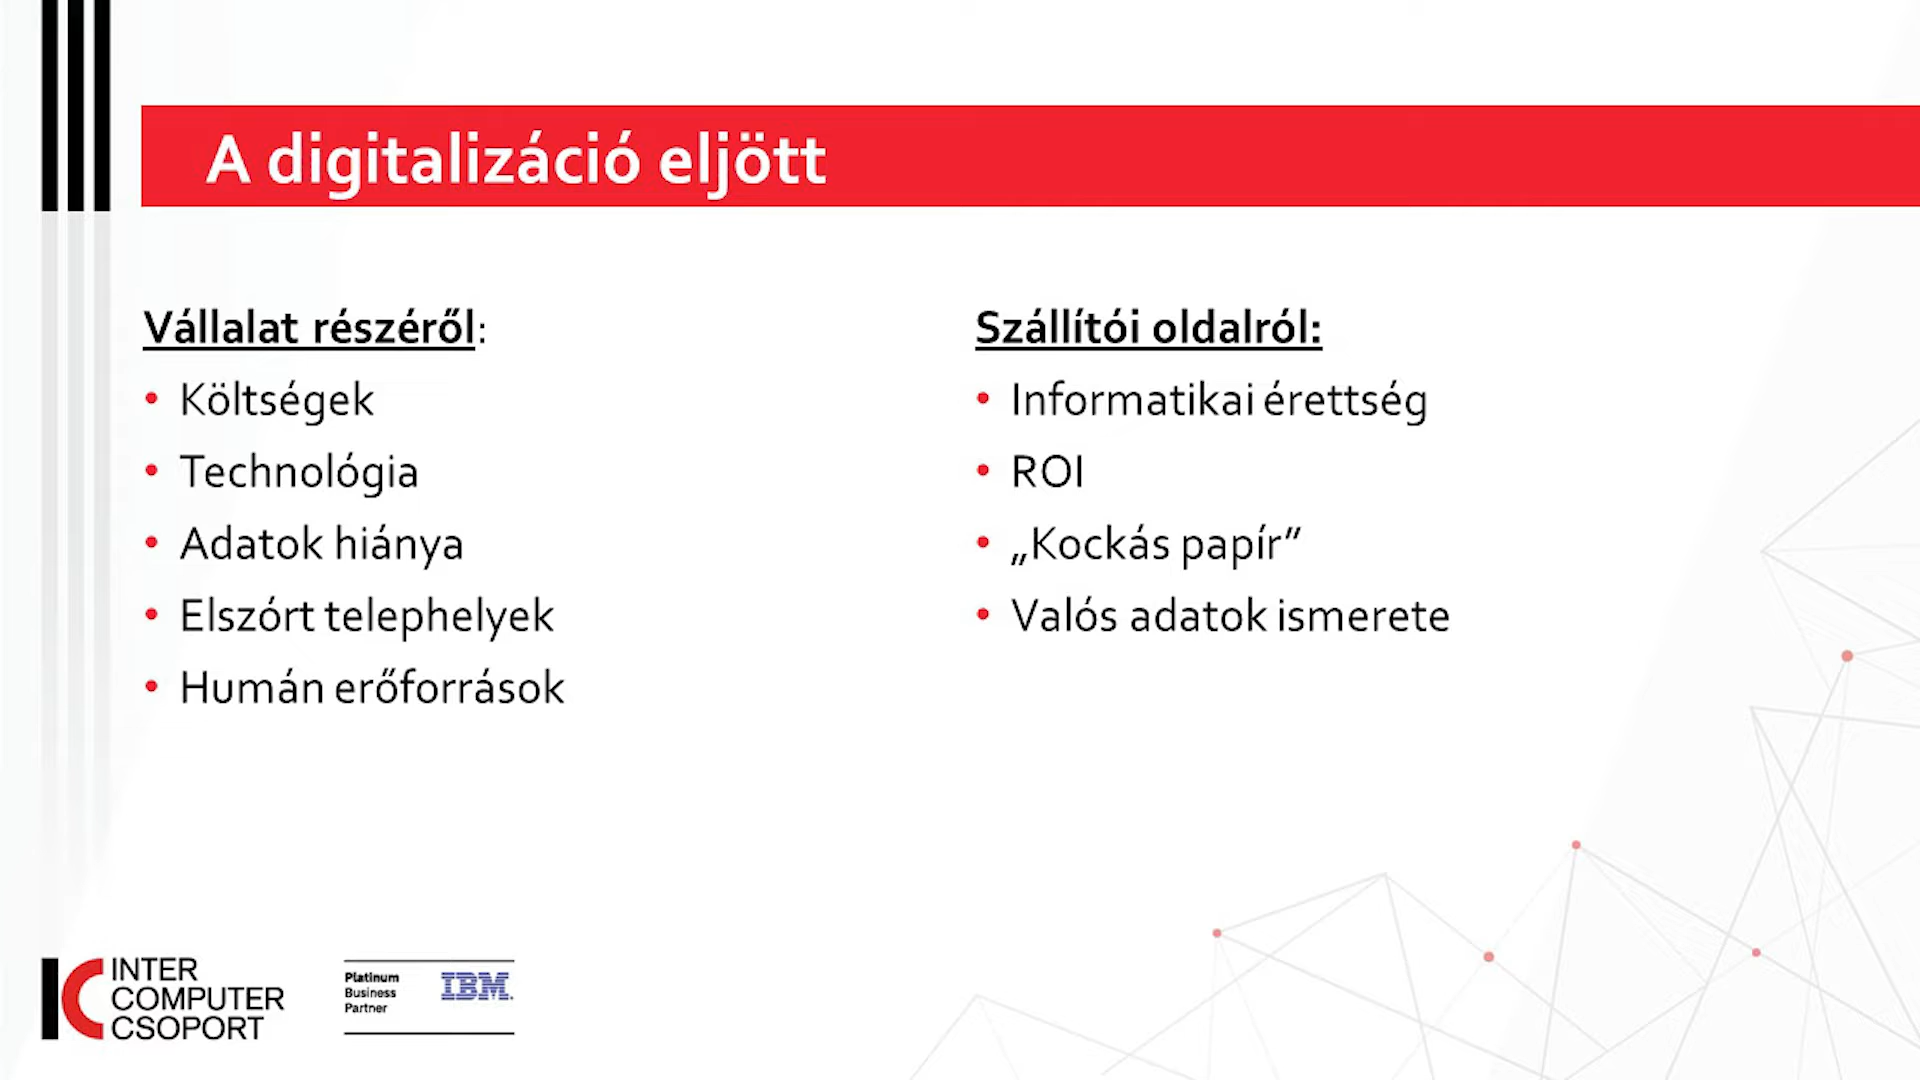 A digitalizáció eljött
Vállalat részéről:
• Költségek
• Technológia
• Adatok hiánya
• Elszórt telephelyek
• Humán erőforrások
Szállítói oldalról:
• Informatikai érettség
• ROI
• „Kockás papír”
• Valós adatok ismerete
INTER
COMPUTER
CSOPORT
Platinum
Business
Partner
IBM